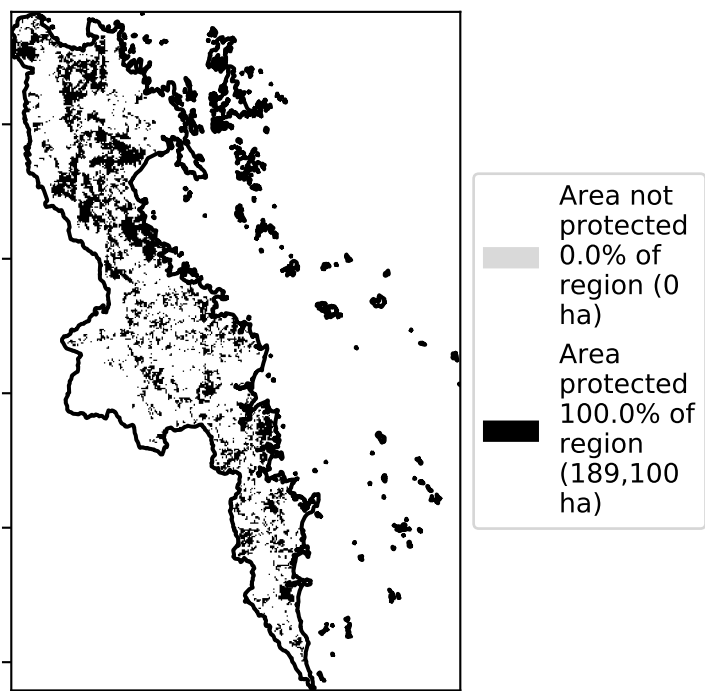 Area not
protected
0.0% of
region (0
ha)
Area
protected
100.0% of
region
(189,100
ha)